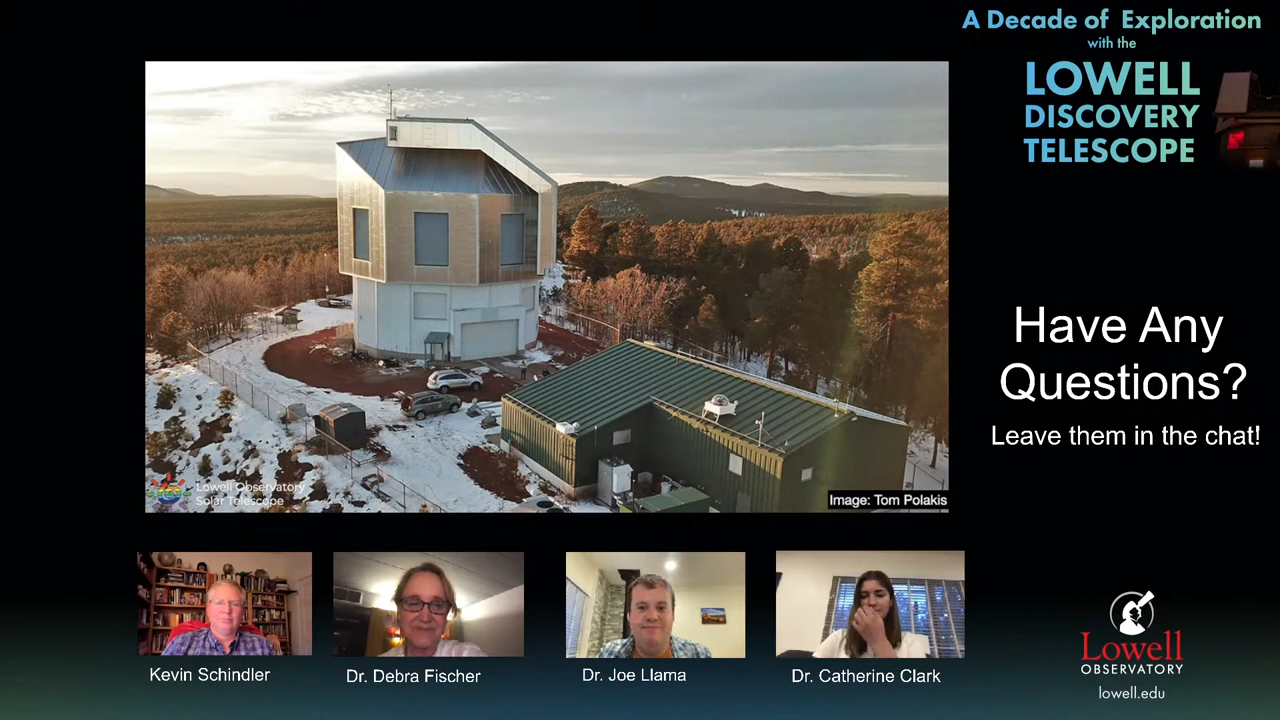 A Decade of Exploration
with the
LOWELL
DISCOVERY
TELESCOPE
Have Any
Questions?
Leave them in the chat!
Lowell Observatory
Solar Telescope
Image: Tom Polakis
Kevin Schindler
Dr. Debra Fischer
Dr. Joe Llama
Dr. Catherine Clark
Lowell
OBSERVATORY
lowell.edu